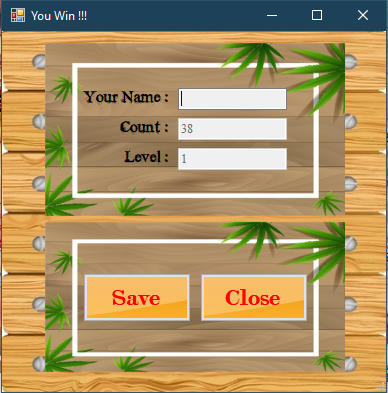 You Win !!!
Your Name :
Count : 38
Level : 1
Save Close